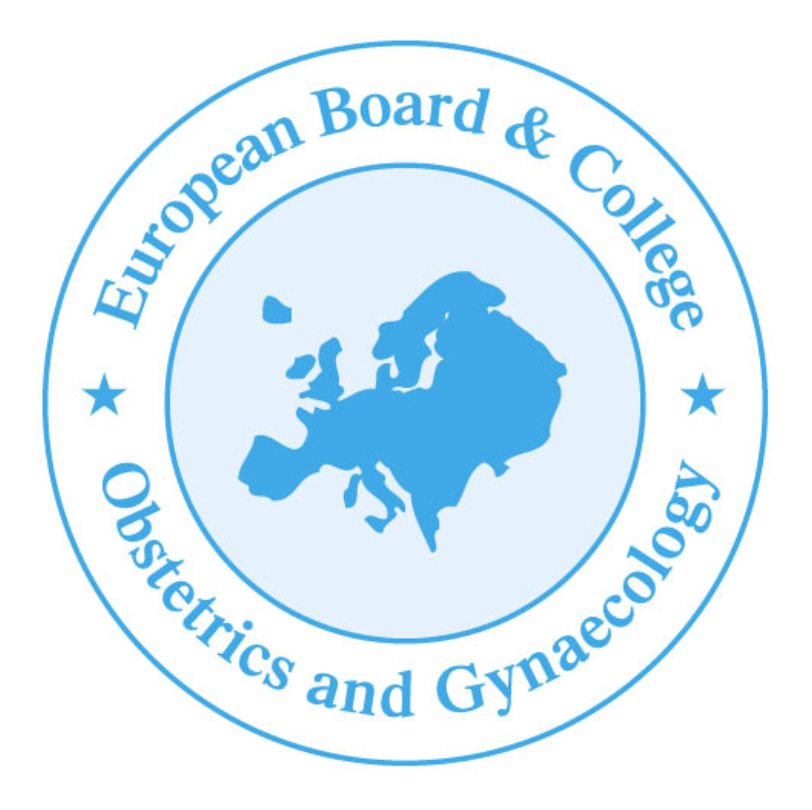 European Board & College
Obstetrics and Gynaecology